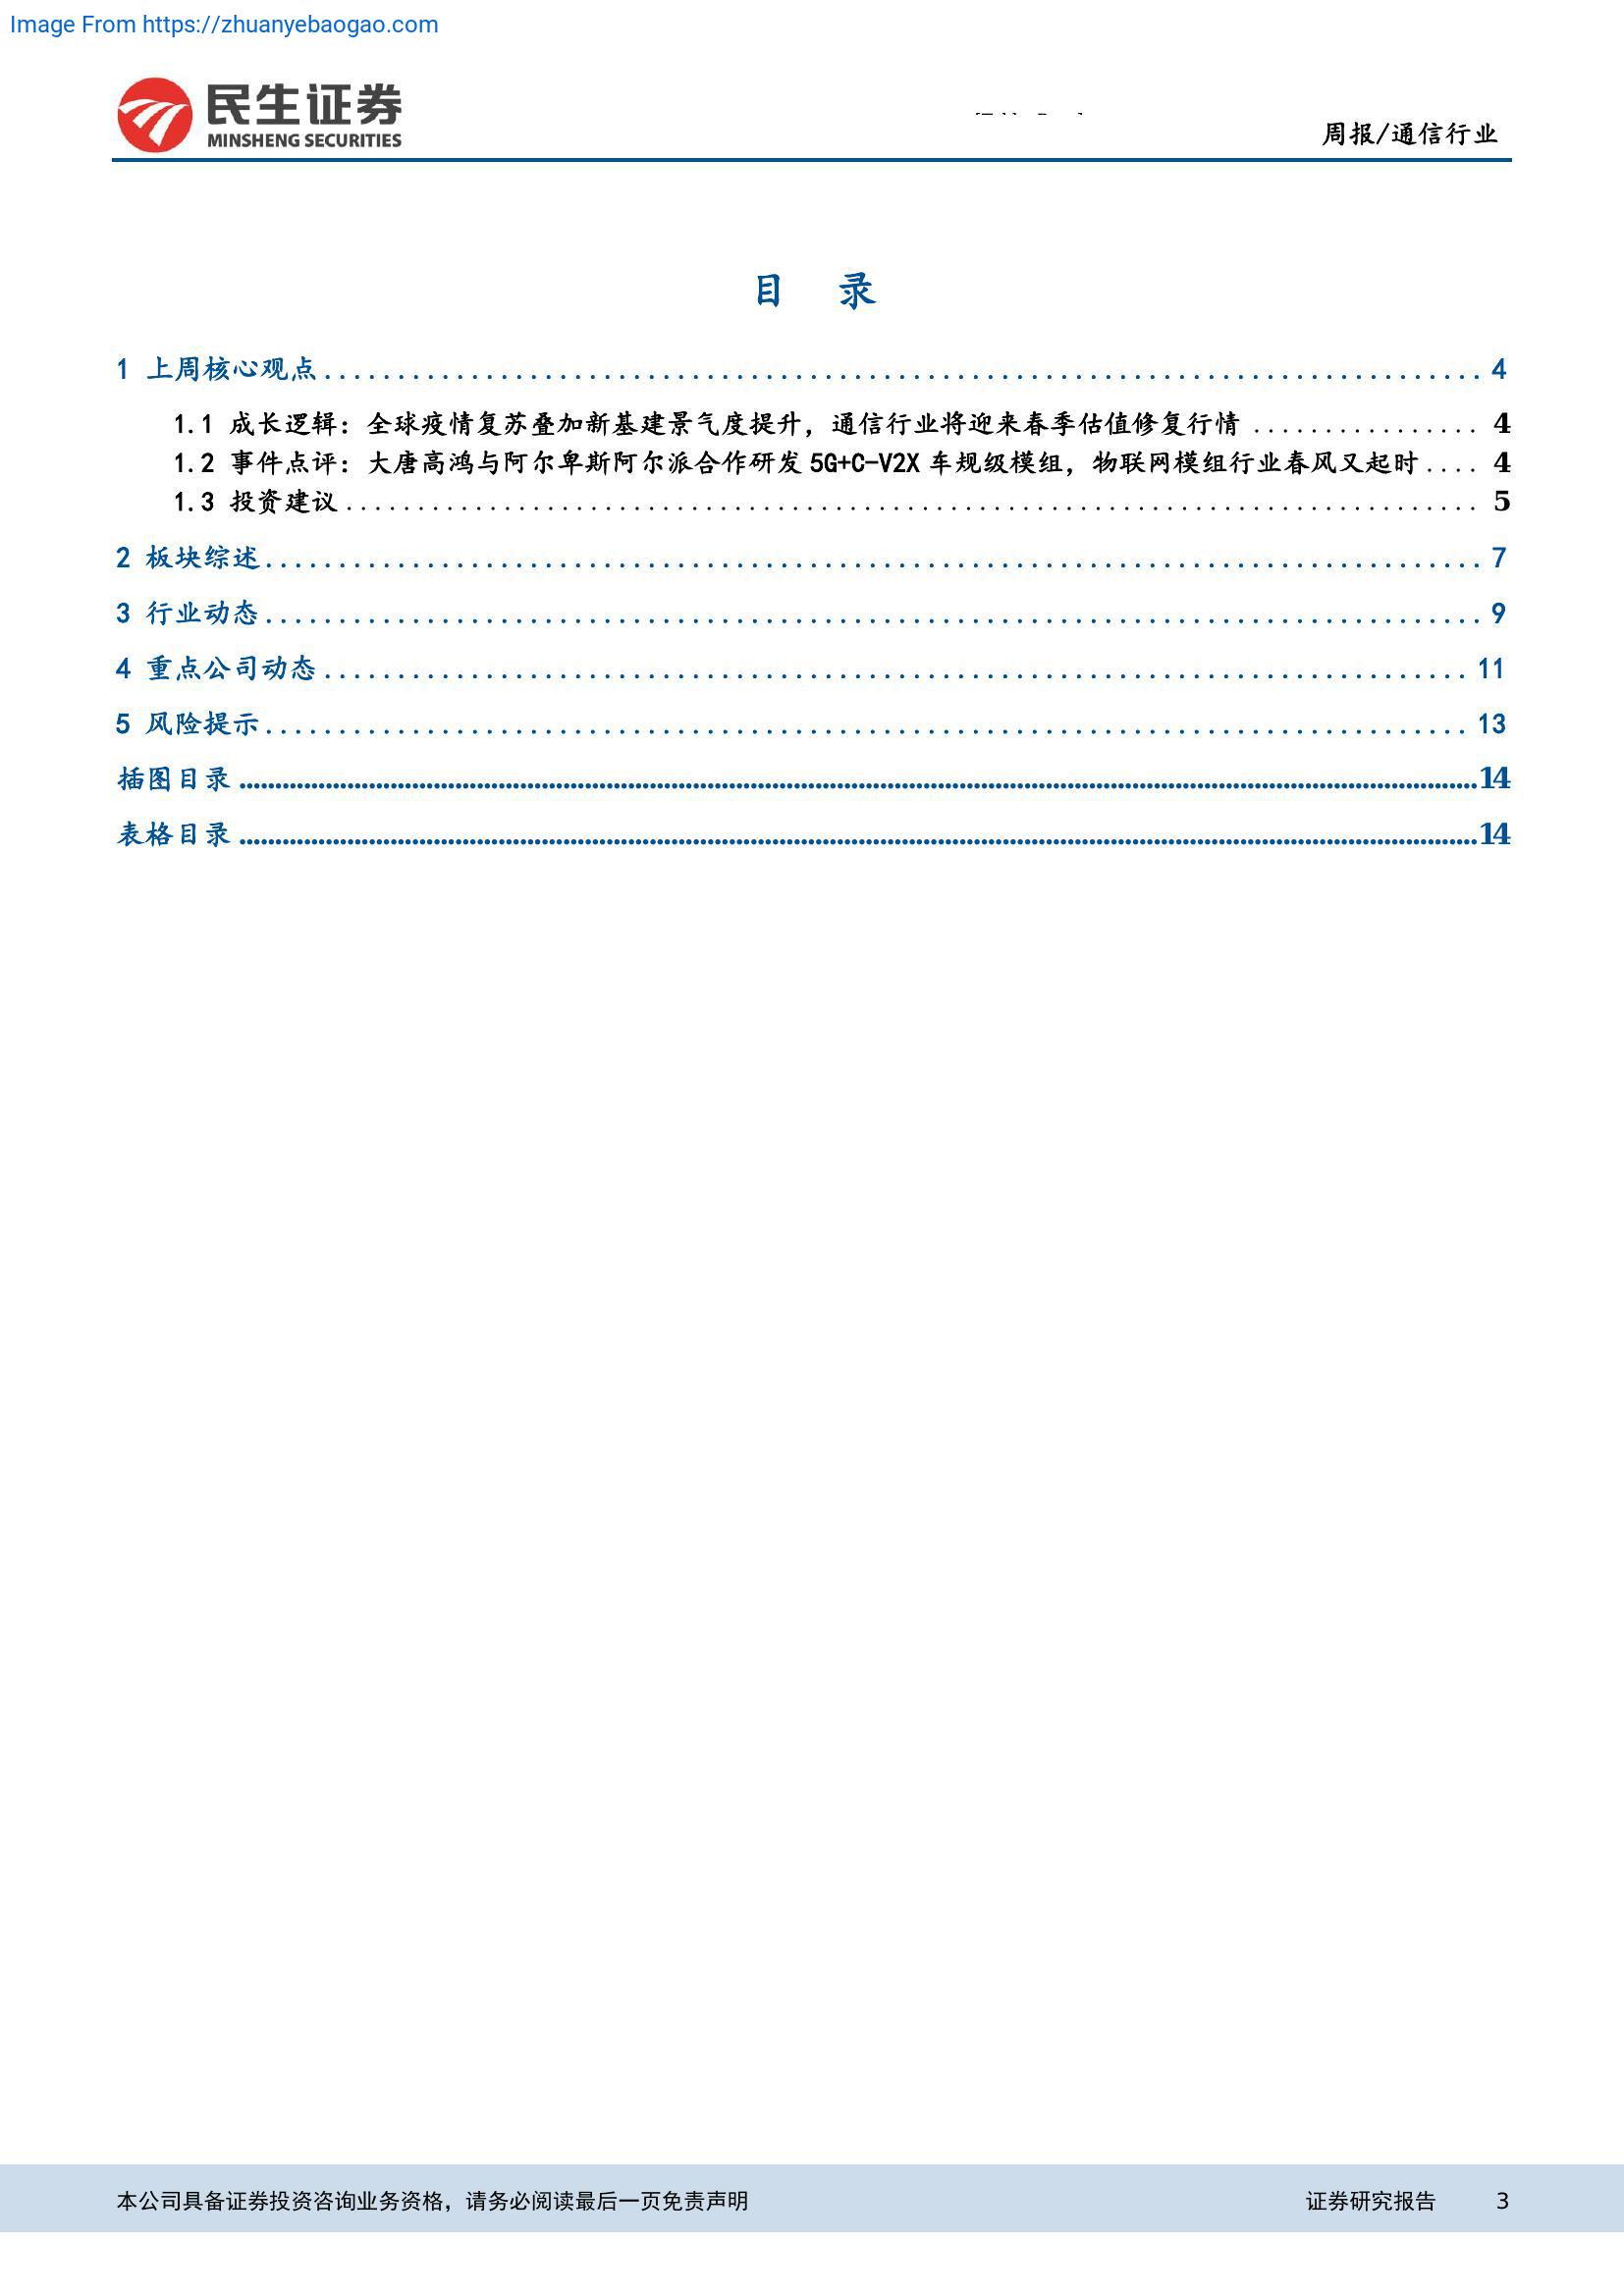 Image From https://zhuanyebaogao.com
民生证券
MINSHENG SECURITIES
周报/通信行业
目 录
1 上周核心观点 4
1.1 成长逻辑：全球疫情复苏叠加新基建景气度提升，通信行业将迎来春季估值修复行情 4
1.2 事件点评：大唐高鸿与阿尔卑斯阿尔派合作研发 5G+C-V2X 车规级模组，物联网模组行业春风又起时 4
1.3 投资建议 5
2 板块综述 7
3 行业动态 9
4 重点公司动态 11
5 风险提示 13
插图目录 14
表格目录 14
本公司具备证券投资咨询业务资格，请务必阅读最后一页免责声明 证券研究报告 3